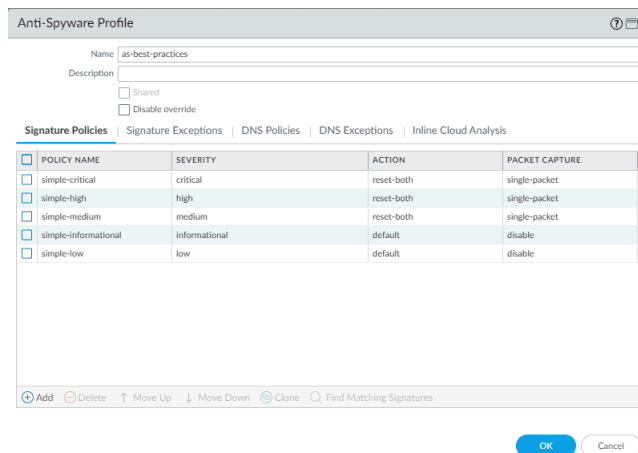 Anti-Spyware Profile
Name as-best-practices
Description
Shared
Disable override
Signature Policies | Signature Exceptions | DNS Policies | DNS Exceptions | Inline Cloud Analysis
POLICY NAME SEVERITY ACTION PACKET CAPTURE
simple-critical critical reset-both single-packet
simple-high high reset-both single-packet
simple-medium medium reset-both single-packet
simple-informational informational default disable
simple-low low default disable
Add Delete Move Up Move Down Clone Find Matching Signatures
OK Cancel